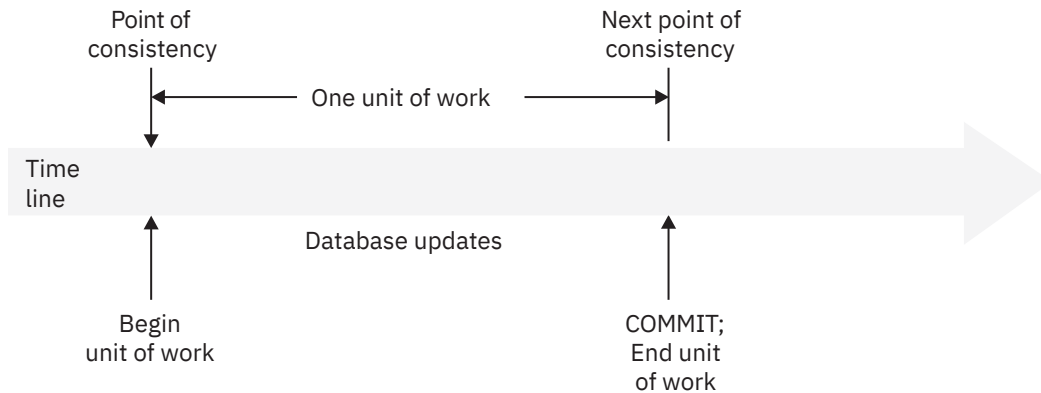 Point of
consistency
Next point of
consistency
One unit of work
Time
line
Database updates
Begin
unit of work
COMMIT;
End unit
of work